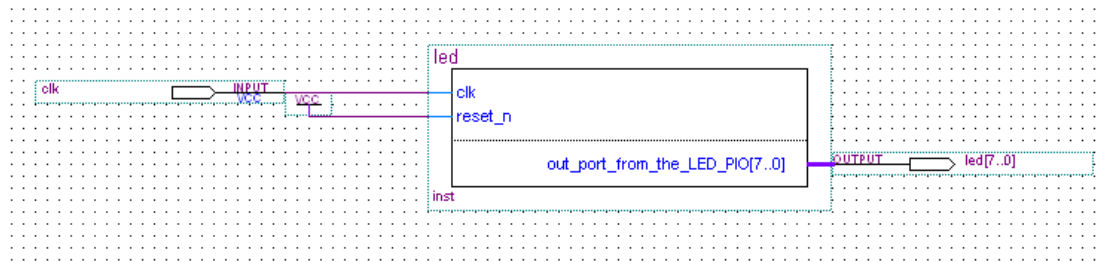 led
clk
INPUT
VCC
VCC
clk
reset_n
out_port_from_the_LED_PIO[7..0]
OUTPUT
led[7..0]
inst